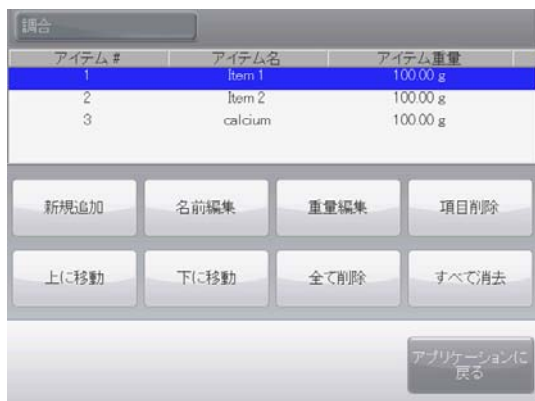 調合
アイテム # アイテム名 アイテム重量
1 Item 1 100.00 g
2 Item 2 100.00 g
3 calcium 100.00 g
新規追加 名前編集 重量編集 項目削除
上に移動 下に移動 全て削除 すべて消去
アプリケーションに
戻る